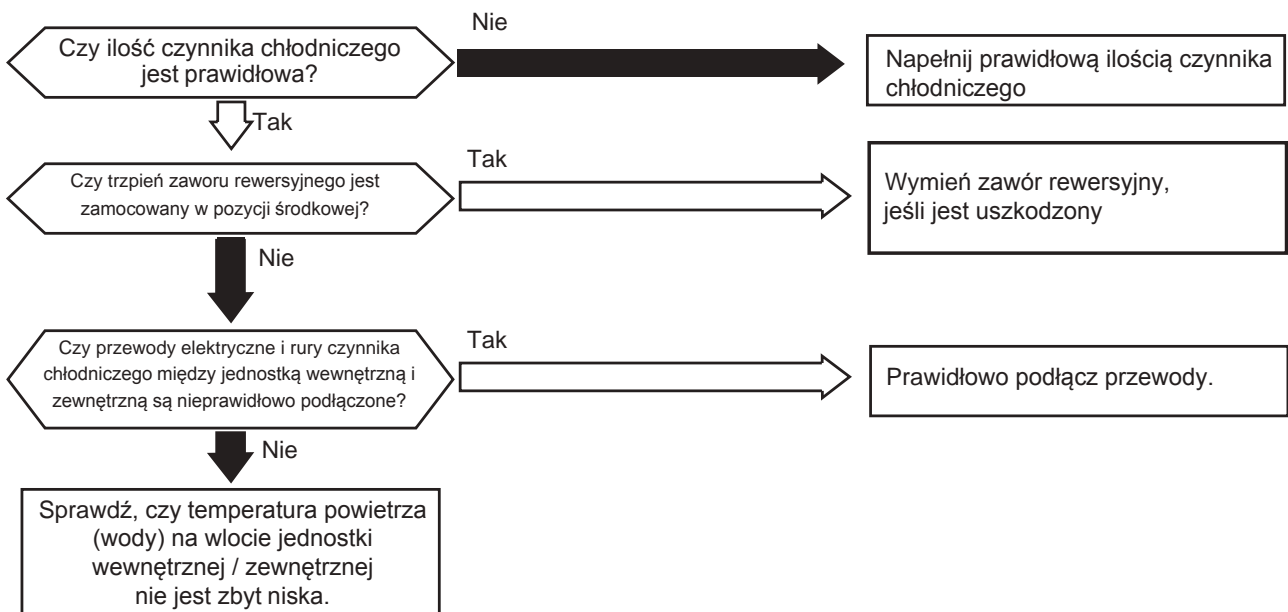 Nie
Czy ilość czynnika chłodniczego
jest prawidłowa?
Napełnij prawidłową ilością czynnika
chłodniczego
Tak
Tak
Czy trzpień zaworu rewersyjnego jest
zamocowany w pozycji środkowej?
Wymień zawór rewersyjny,
jeśli jest uszkodzony
Nie
Tak
Czy przewody elektryczne i rury czynnika
chłodniczego między jednostką wewnętrzną i
zewnętrzną są nieprawidłowo podłączone?
Prawidłowo podłącz przewody.
Nie
Sprawdź, czy temperatura powietrza
(wody) na wlocie jednostki
wewnętrznej / zewnętrznej
nie jest zbyt niska.